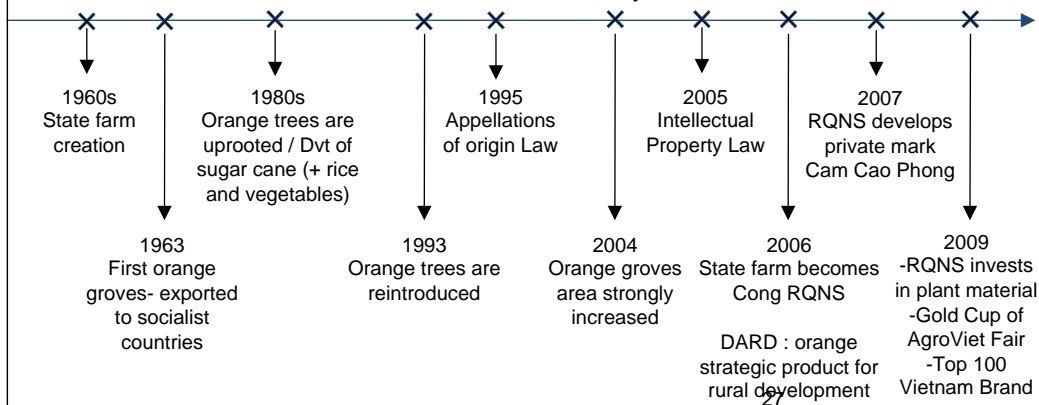 1960s
State farm
creation
1963
First orange
groves- exported
to socialist
countries
1980s
Orange trees are
uprooted / Dvt of
sugar cane (+ rice
and vegetables)
1993
Orange trees are
reintroduced
1995
Appellations
of origin Law
2004
Orange groves
area strongly
increased
2005
Intellectual
Property Law
2006
State farm becomes
Cong RQNS
DARD : orange
strategic product for
rural development
27
2007
RQNS develops
private mark
Cam Cao Phong
2009
-RQNS invests
in plant material
-Gold Cup of
AgroViet Fair
-Top 100
Vietnam Brand